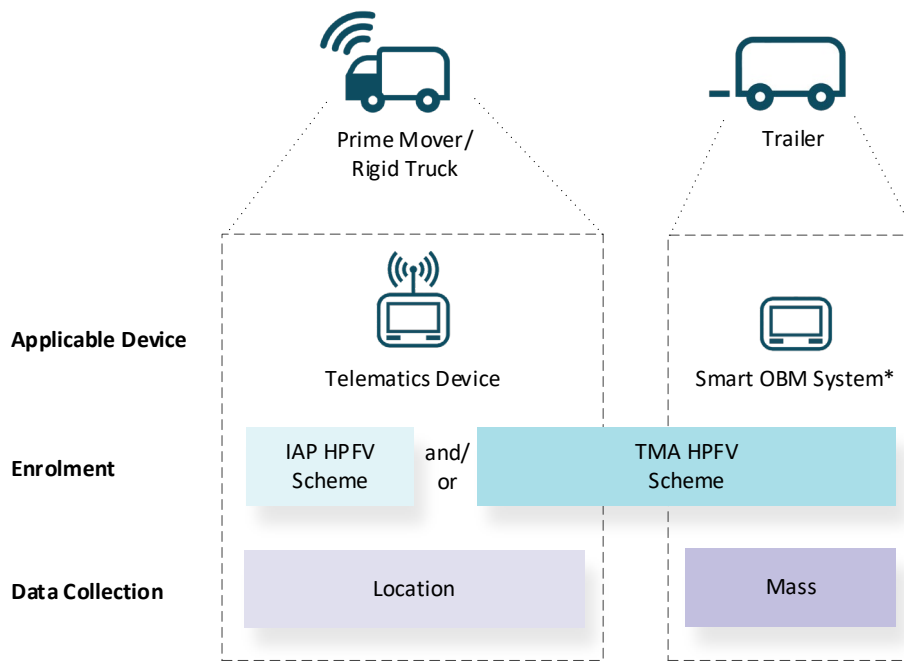 Prime Mover/
Rigid Truck
Trailer
Applicable Device
Telematics Device
Smart OBM System*
Enrolment
IAP HPFV
Scheme
and/
or
TMA HPFV
Scheme
Data Collection
Location
Mass